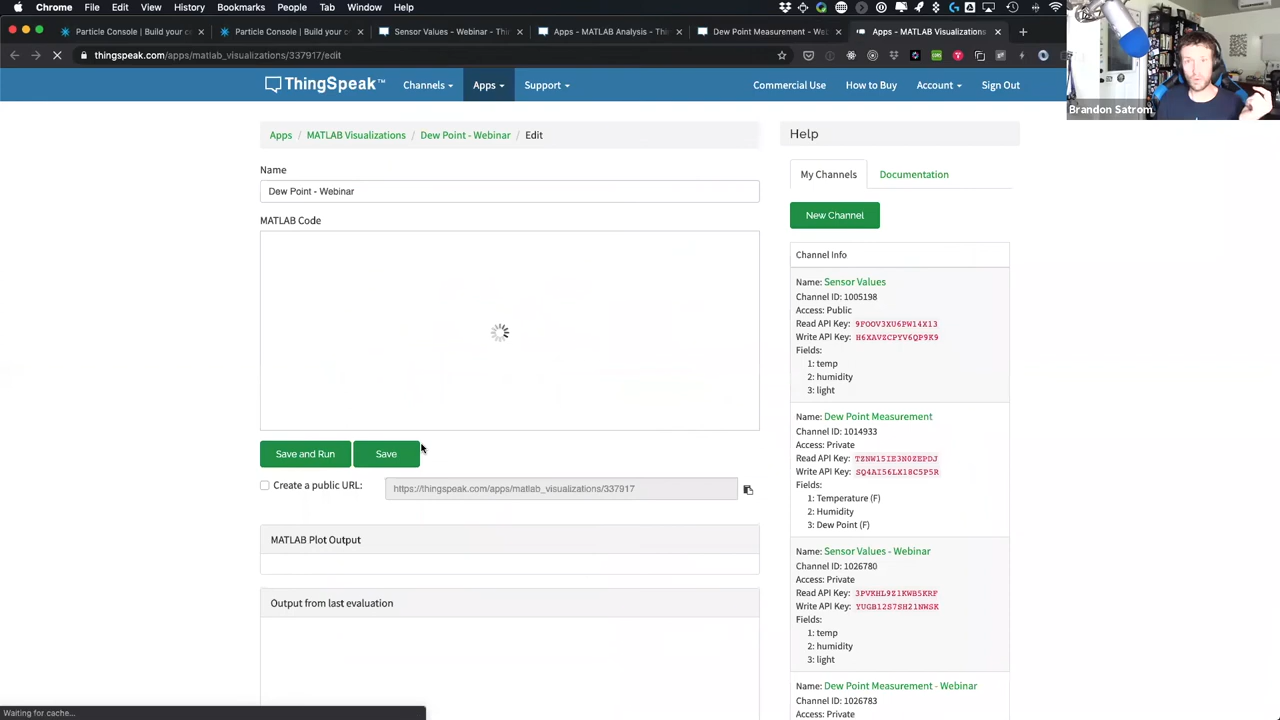 Chrome File Edit View History Bookmarks People Window Help
Particle Console | Build your co
Particle Console | Build your c
Sensor Values - Webinar - Thi
Apps - MATLAB Analysis - Thi
Dew Point Measurement - We
Apps - MATLAB Visualizations
thingspeak.com/apps/matlab_visualizations/337917/edit
ThingSpeak™ Channels Apps Support Commercial Use How to Buy Account Sign Out
Brandon Satrom
Apps / MATLAB Visualizations / Dew Point - Webinar / Edit
Name
Dew Point - Webinar
MATLAB Code
Save and Run Save
Create a public URL: https://thingspeak.com/apps/matlab_visualizations/337917
MATLAB Plot Output
Output from last evaluation
Waiting for cache...
Help
My Channels Documentation
New Channel
Channel Info
Name: Sensor Values
Channel ID: 1005198
Access: Public
Read API Key: 9FOOV3XU6PW14X13
Write API Key: H6XAVZCPYV6QP9K9
Fields:
1: temp
2: humidity
3: light
Name: Dew Point Measurement
Channel ID: 1014933
Access: Private
Read API Key: TZNW15IE3N0ZEPDJ
Write API Key: SQ4AI56LX18C5P5R
Fields:
1: Temperature (F)
2: Humidity
3: Dew Point (F)
Name: Sensor Values - Webinar
Channel ID: 1026780
Access: Private
Read API Key: 3PVKHL9Z1KWB5KRF
Write API Key: YUGB12S7SH21NWSK
Fields:
1: temp
2: humidity
3: light
Name: Dew Point Measurement - Webinar
Channel ID: 1026783
Access: Private